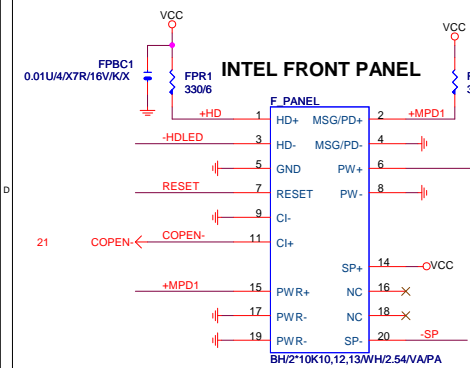 VCC
VCC
FPBC1
0.01U/4/X7R/16V/K/X
FPR1
330/6
INTEL FRONT PANEL
F_PANEL
+HD 1 HD+ MSG/PD+ 2 +MPD1
-HDLED 3 HD- MSG/PD- 4
5 GND PW+ 6
RESET 7 RESET PW- 8
D
9 CI-
21 COPEN- COPEN- 11 CI+
SP+ 14 VCC
+MPD1 15 PWR+ NC 16
17 PWR- NC 18
19 PWR- SP- 20 -SP
BH/2*10K10,12,13/WH/2.54/VA/PA